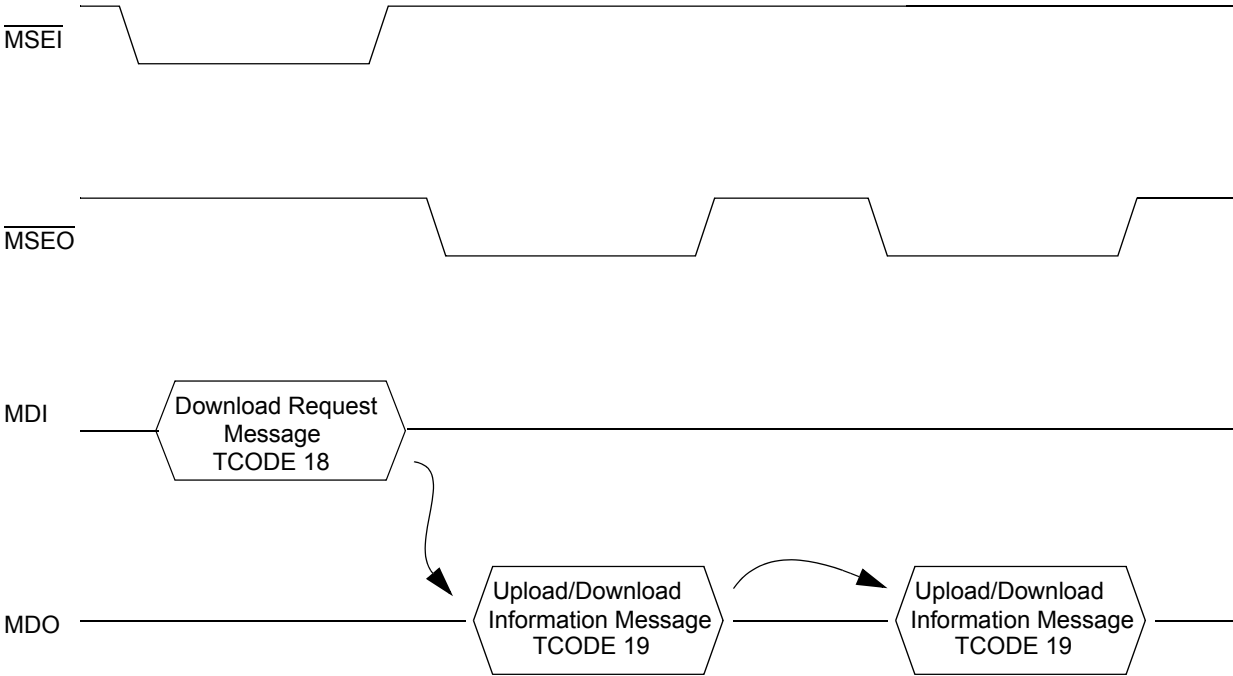 MSEI
MSEO
MDI
Download Request
Message
TCODE 18
MDO
Upload/Download
Information Message
TCODE 19
Upload/Download
Information Message
TCODE 19